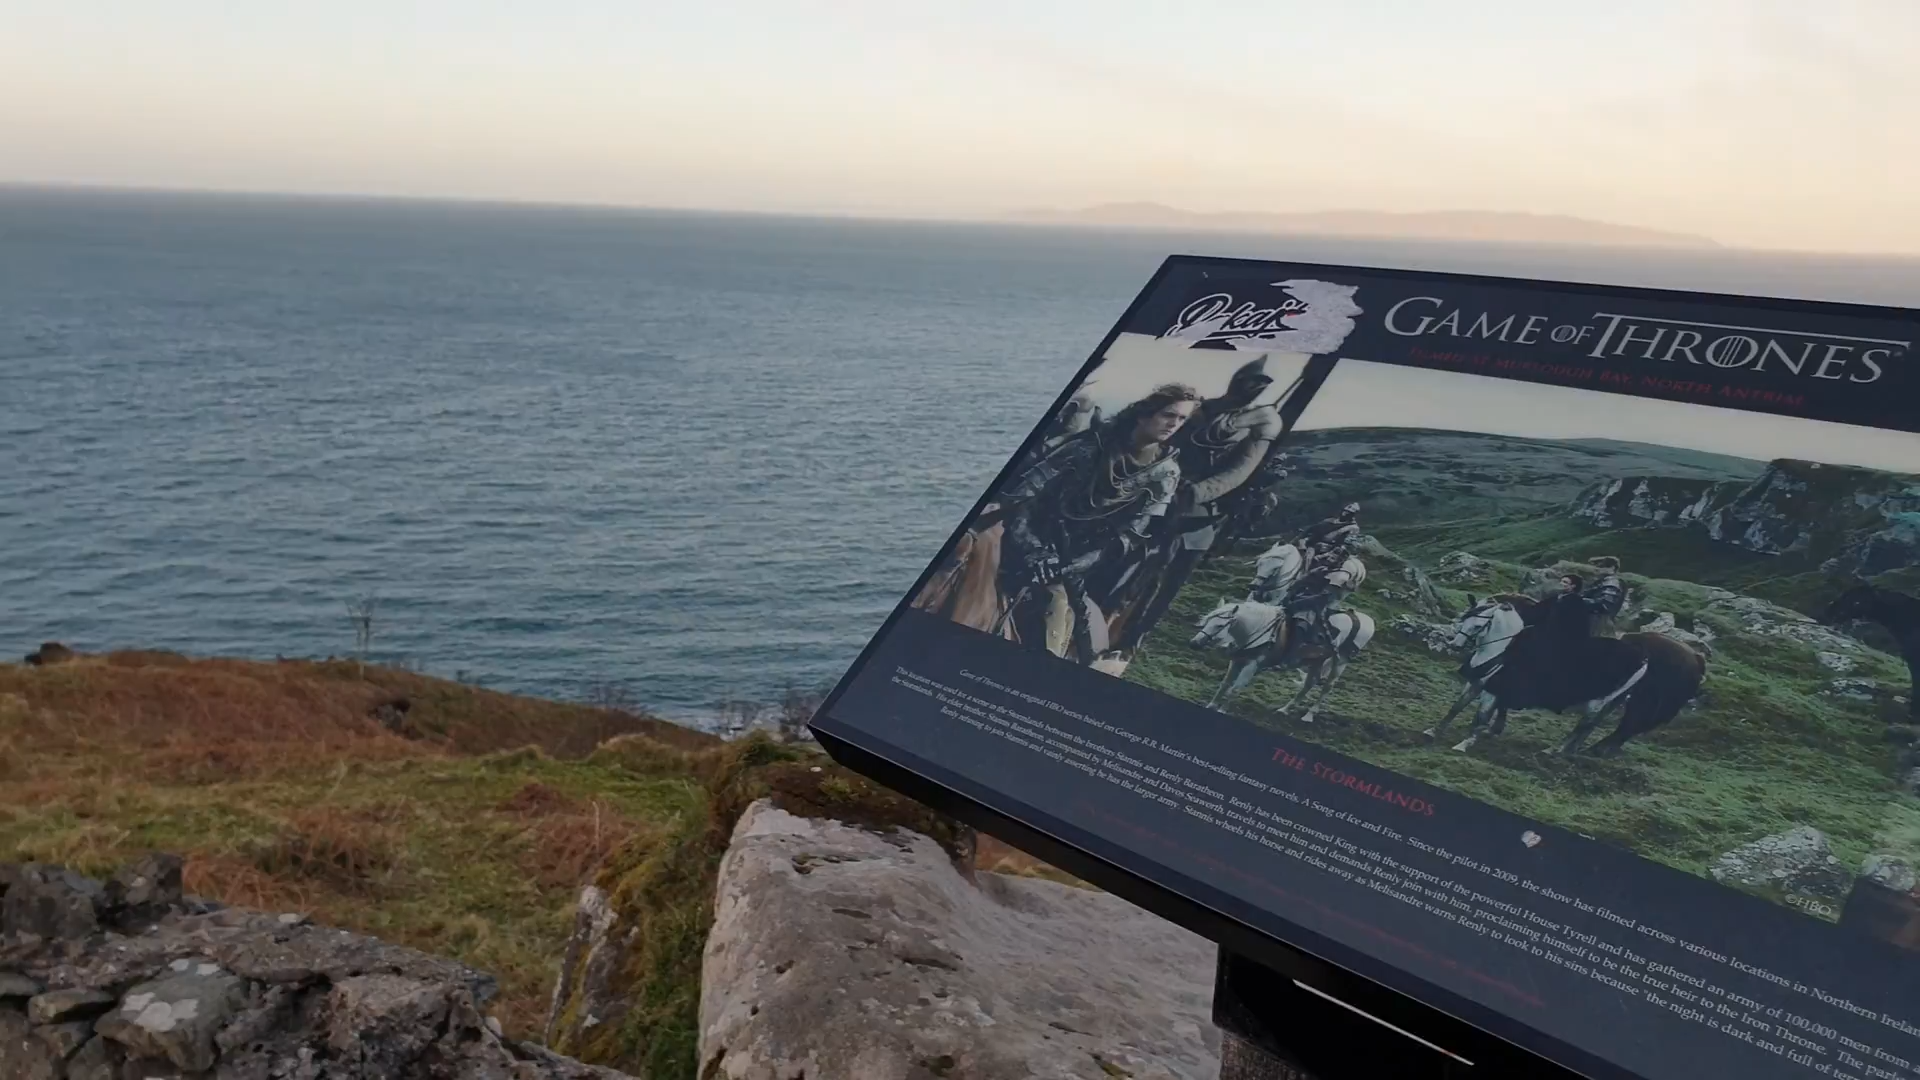 GAME OF THRONES
FILMED AT MURLOUGH BAY, NORTH ANTRIM
©HBO
THE STORMLANDS
Game of Thrones is an original HBO series based on George R.R. Martin's best-selling fantasy novels, A Song of Ice and Fire. Since the pilot in 2009, the show has filmed across various locations in Northern
This location was used for a scene in the Stormlands between the brothers Stannis and Renly Baratheon. Renly has been crowned King with the support of the powerful House Tyrell and has gathered an army of 100,000 men from
the Stormlands. His elder brother, Stannis Baratheon, accompanied by Melisandre and Davos Seaworth, travels to meet him and demands Renly join with him, proclaiming himself to be the true heir to the Iron Throne. The
Renly refusing to join Stannis and vainly asserting he has the larger army. Stannis wheels his horse and rides away as Melisandre warns Renly to look to his sins because "the night is dark and full of